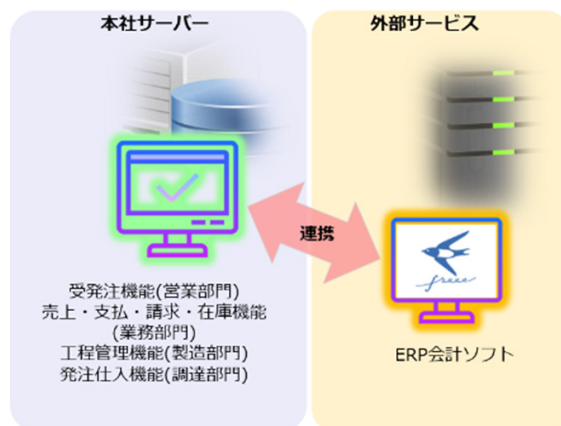 本社サーバー
受発注機能(営業部門)
売上・支払・請求・在庫機能
(業務部門)
工程管理機能(製造部門)
発注仕入機能(調達部門)
連携
外部サービス
freee
ERP会計ソフト